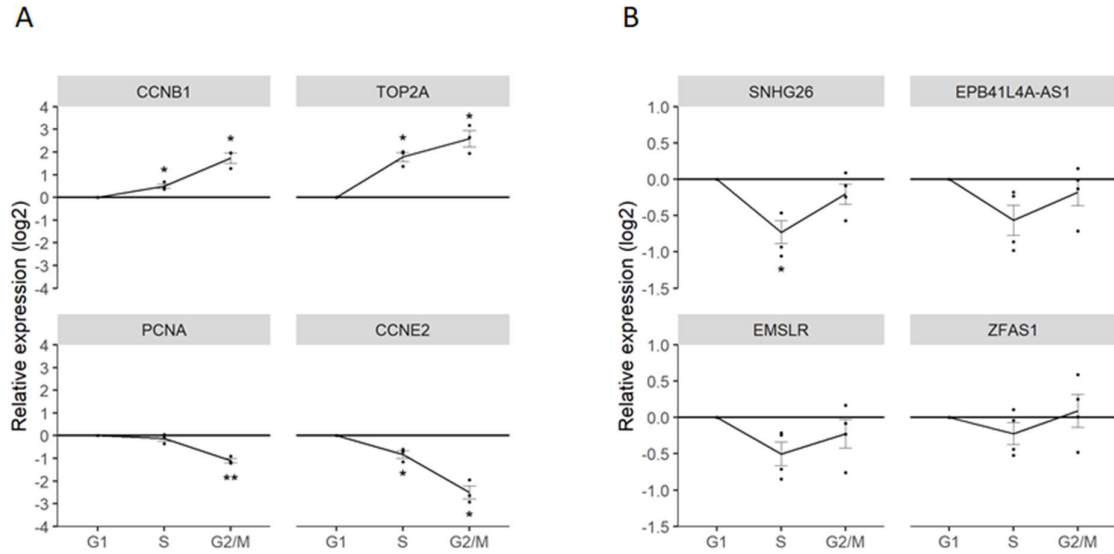 A
B
CCNB1
TOP2A
4
3
2
1
0
-1
-2
-3
-4
*
*
*
*
PCNA
CCNE2
4
3
2
1
0
-1
-2
-3
-4
**
*
*
Relative expression (log2)
G1 S G2/M
G1 S G2/M
SNHG26
EPB41L4A-AS1
1.0
0.5
0.0
-0.5
-1.0
-1.5
*
EMSLR
ZFAS1
1.0
0.5
0.0
-0.5
-1.0
-1.5
Relative expression (log2)
G1 S G2/M
G1 S G2/M